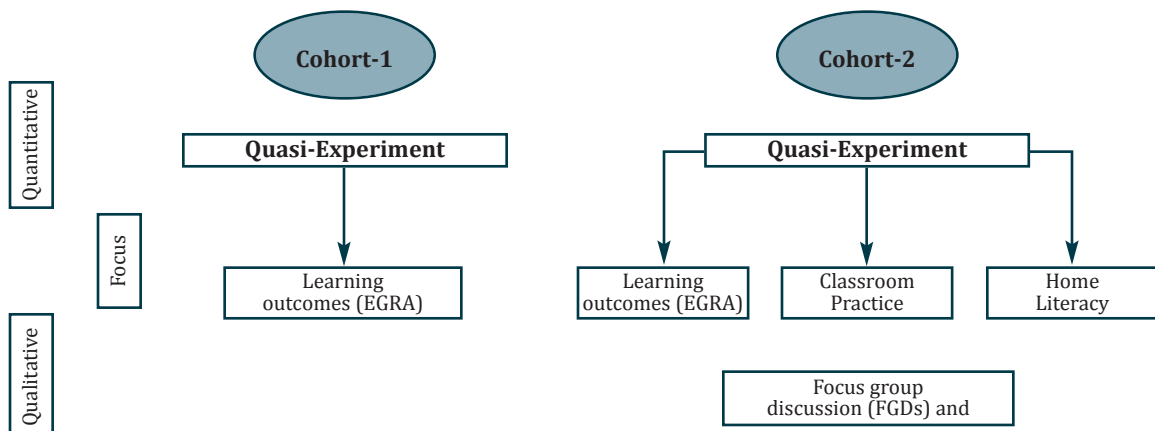 Cohort-1
Cohort-2
Quantitative
Quasi-Experiment
Quasi-Experiment
Focus
Learning
outcomes (EGRA)
Learning
outcomes (EGRA)
Classroom
Practice
Home
Literacy
Qualitative
Focus group
discussion (FGDs) and